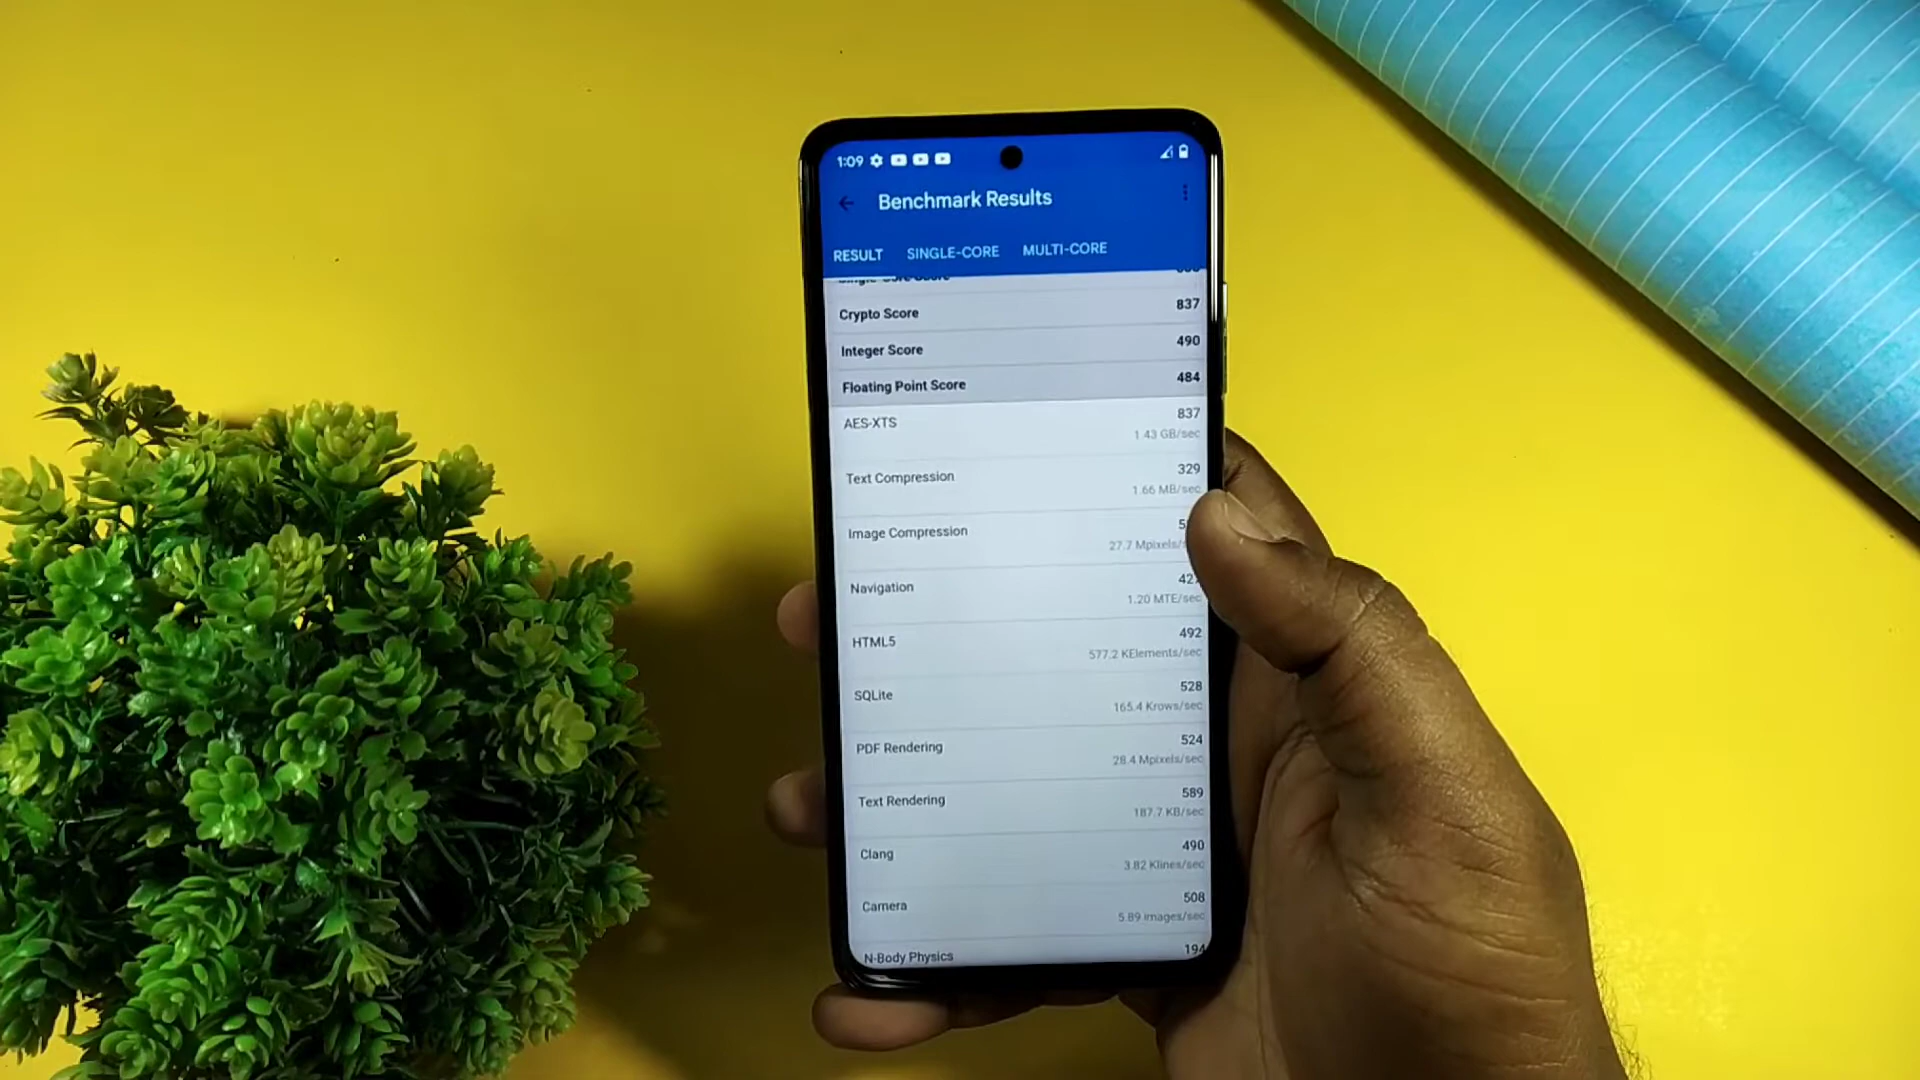 1:09
Benchmark Results
RESULT SINGLE-CORE MULTI-CORE
Single-Core Score
Crypto Score 837
Integer Score 490
Floating Point Score 484
AES-XTS 837
1.43 GB/sec
Text Compression 329
1.66 MB/sec
Image Compression
27.7 Mpixels/
Navigation
1.20 MTE/sec
HTML5 492
577.2 KElements/sec
SQLite 528
165.4 Krows/sec
PDF Rendering 524
28.4 Mpixels/sec
Text Rendering 589
187.7 KB/sec
Clang 490
3.82 Klines/sec
Camera 508
5.89 images/sec
N-Body Physics 194